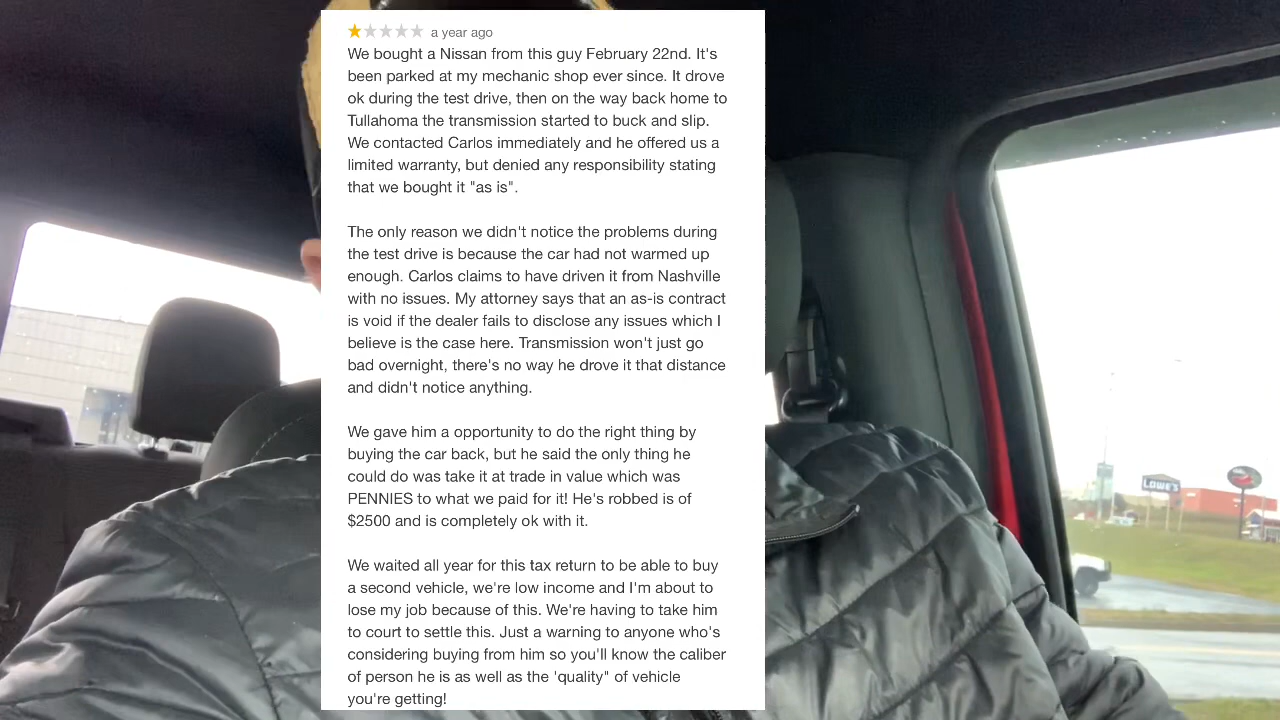 a year ago
We bought a Nissan from this guy February 22nd. It's
been parked at my mechanic shop ever since. It drove
ok during the test drive, then on the way back home to
Tullahoma the transmission started to buck and slip.
We contacted Carlos immediately and he offered us a
limited warranty, but denied any responsibility stating
that we bought it "as is".
The only reason we didn't notice the problems during
the test drive is because the car had not warmed up
enough. Carlos claims to have driven it from Nashville
with no issues. My attorney says that an as-is contract
is void if the dealer fails to disclose any issues which I
believe is the case here. Transmission won't just go
bad overnight, there's no way he drove it that distance
and didn't notice anything.
We gave him a opportunity to do the right thing by
buying the car back, but he said the only thing he
could do was take it at trade in value which was
PENNIES to what we paid for it! He's robbed is of
$2500 and is completely ok with it.
We waited all year for this tax return to be able to buy
a second vehicle, we're low income and I'm about to
lose my job because of this. We're having to take him
to court to settle this. Just a warning to anyone who's
considering buying from him so you'll know the caliber
of person he is as well as the 'quality" of vehicle
you're getting!
LOWE'S